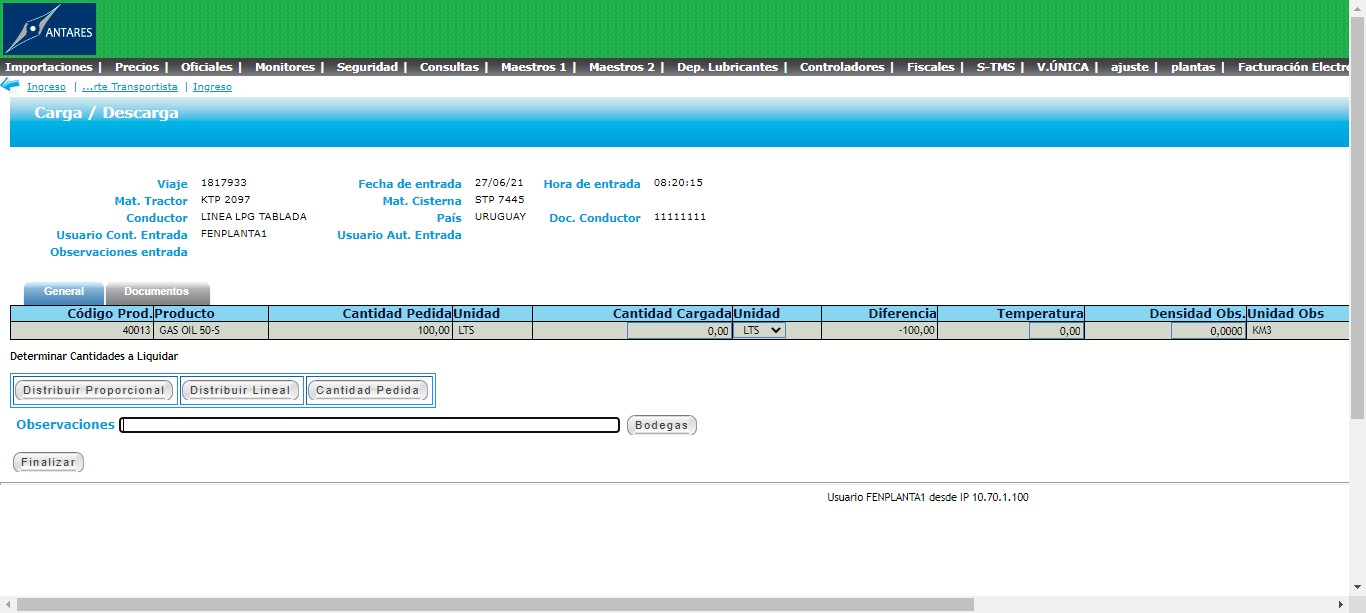 ANTARES
Importaciones | Precios | Oficiales | Monitores | Seguridad | Consultas | Maestros 1 | Maestros 2 | Dep. Lubricantes | Controladores | Fiscales | S-TMS | V.ÚNICA | ajuste | plantas | Facturación Electr
Ingreso | ...rte Transportista | Ingreso
Carga / Descarga
Viaje 1817933 Fecha de entrada 27/06/21 Hora de entrada 08:20:15
Mat. Tractor KTP 2097 Mat. Cisterna STP 7445
Conductor LINEA LPG TABLADA País URUGUAY Doc. Conductor 11111111
Usuario Cont. Entrada FENPLANTA1 Usuario Aut. Entrada
Observaciones entrada
General Documentos
Código Prod. Producto Cantidad Pedida Unidad Cantidad Cargada Unidad Diferencia Temperatura Densidad Obs. Unidad Obs
40013 GAS OIL 50-S 100,00 LTS 0,00 LTS -100,00 0,00 0,0000 KM3
Determinar Cantidades a Liquidar
Distribuir Proporcional Distribuir Lineal Cantidad Pedida
Observaciones Bodegas
Finalizar
Usuario FENPLANTA1 desde IP 10.70.1.100